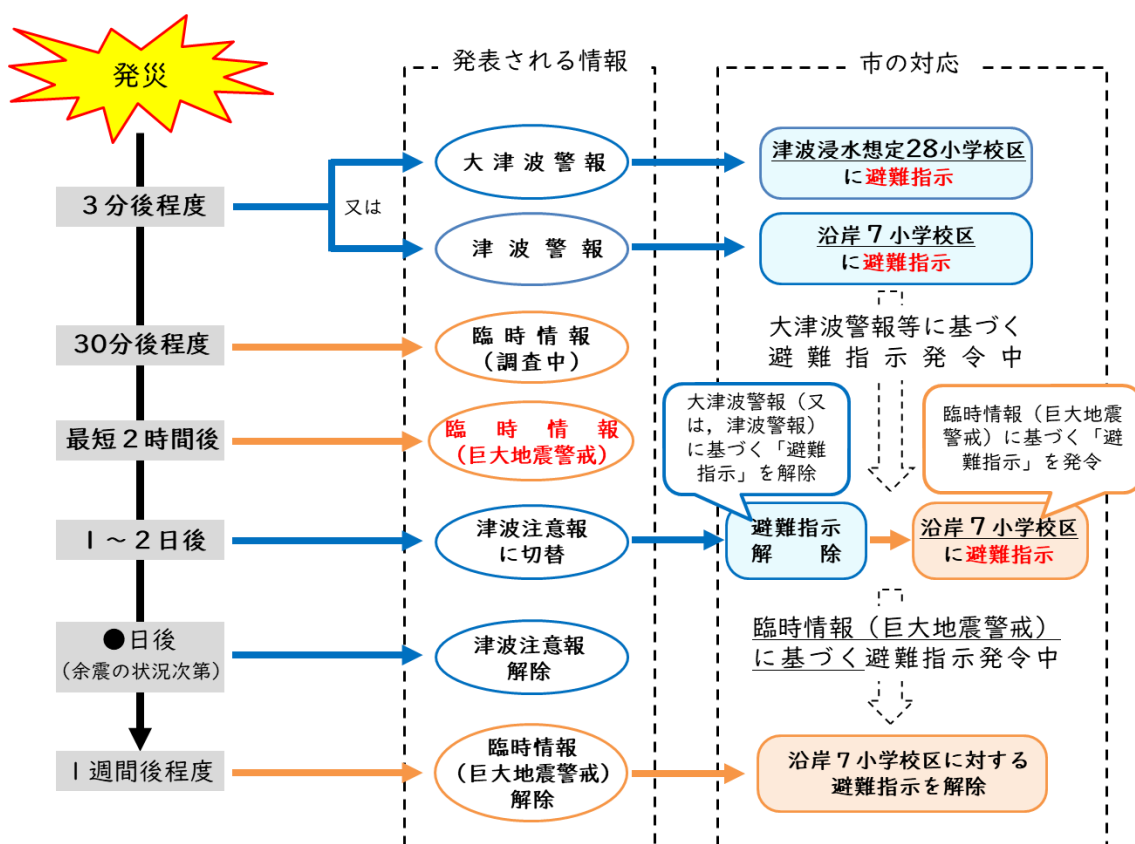 発災
発表される情報
市の対応
3分後程度
又は
大津波警報
津波浸水想定28小学校区
に避難指示
津波警報
沿岸7小学校区
に避難指示
30分後程度
臨時情報
(調査中)
大津波警報等に基づく
避難指示発令中
最短2時間後
臨時情報
(巨大地震警戒)
大津波警報(又
は,津波警報)
に基づく「避難
指示」を解除
臨時情報(巨大地震
警戒)に基づく「避
難指示」を発令
1~2日後
津波注意報
に切替
避難指示
解除
沿岸7小学校区
に避難指示
●日後
(余震の状況次第)
津波注意報
解除
臨時情報(巨大地震警戒)
に基づく避難指示発令中
1週間後程度
臨時情報
(巨大地震警戒)
解除
沿岸7小学校区に対する
避難指示を解除